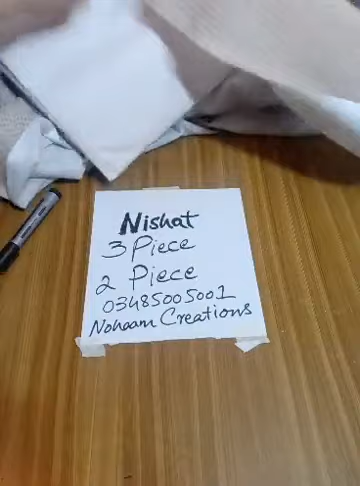 Nishat
3 Piece
2 Piece
03485005001
Nohaam Creations